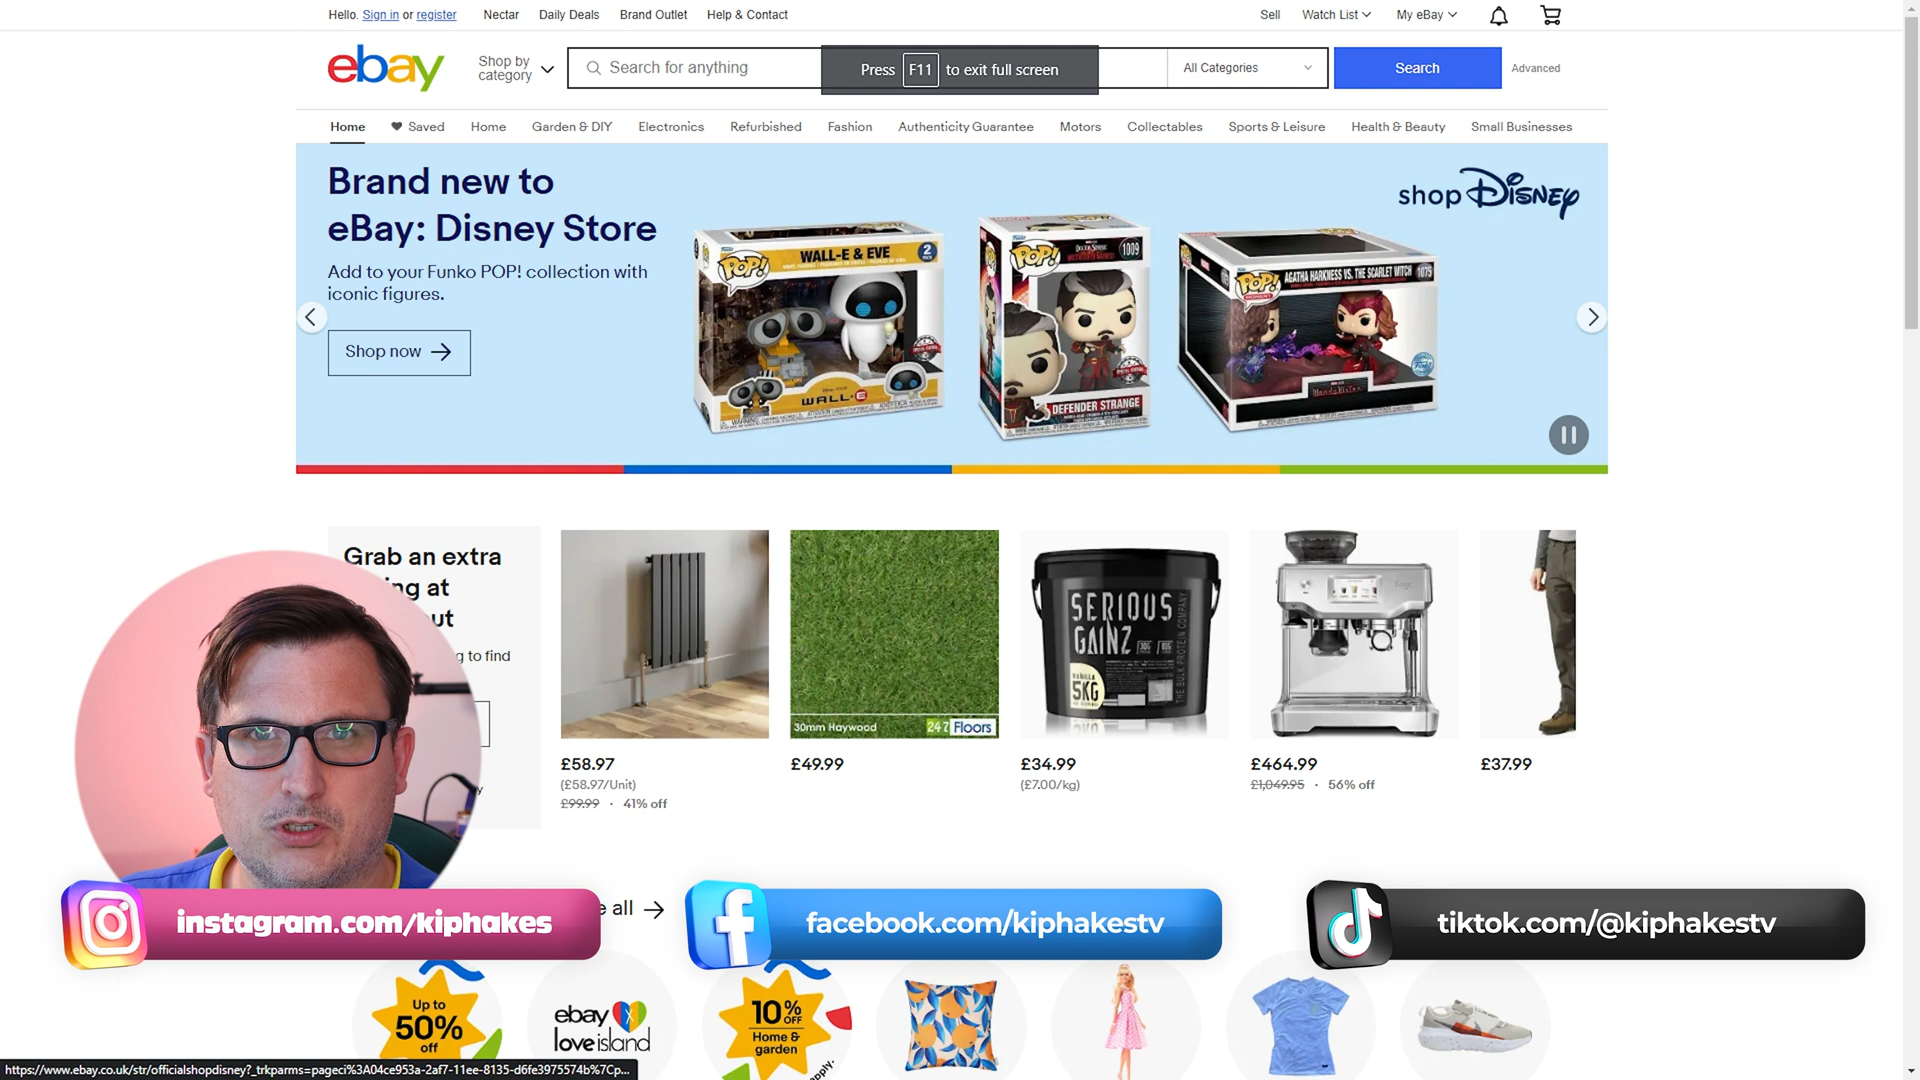 Hello. Sign in or register Nectar Daily Deals Brand Outlet Help & Contact Sell Watch List My eBay
ebay Shop by category Search for anything All Categories Search Advanced
Press F11 to exit full screen
Home Saved Home Garden & DIY Electronics Refurbished Fashion Authenticity Guarantee Motors Collectables Sports & Leisure Health & Beauty Small Businesses
Brand new to
eBay: Disney Store
Add to your Funko POP! collection with
iconic figures.
Shop now
shop Disney
POP! WALL-E & EVE 2
WALL-E
POP! 1009
DEFENDER STRANGE
POP! AGATHA HARKNESS VS. THE SCARLET WITCH 1075
Grab an extra
ng at
ut
g to find
y
30mm Haywood 247 Floors
SERIOUS
GAINZ
VANILLA
5KG
THE BULK PROTEIN COMPANY
£58.97
(£58.97/Unit)
£99.99 · 41% off
£49.99
£34.99
(£7.00/kg)
£464.99
£1,049.95 · 56% off
£37.99
e all
instagram.com/kiphakes
facebook.com/kiphakestv
tiktok.com/@kiphakestv
Up to
50%
off
ebay
love island
10% OFF
Home &
garden
apply.
https://www.ebay.co.uk/str/officialshopdisney?_trkparms=pageci%3A04ce953a-2af7-11ee-8135-d6fe3975574b%7Cp...